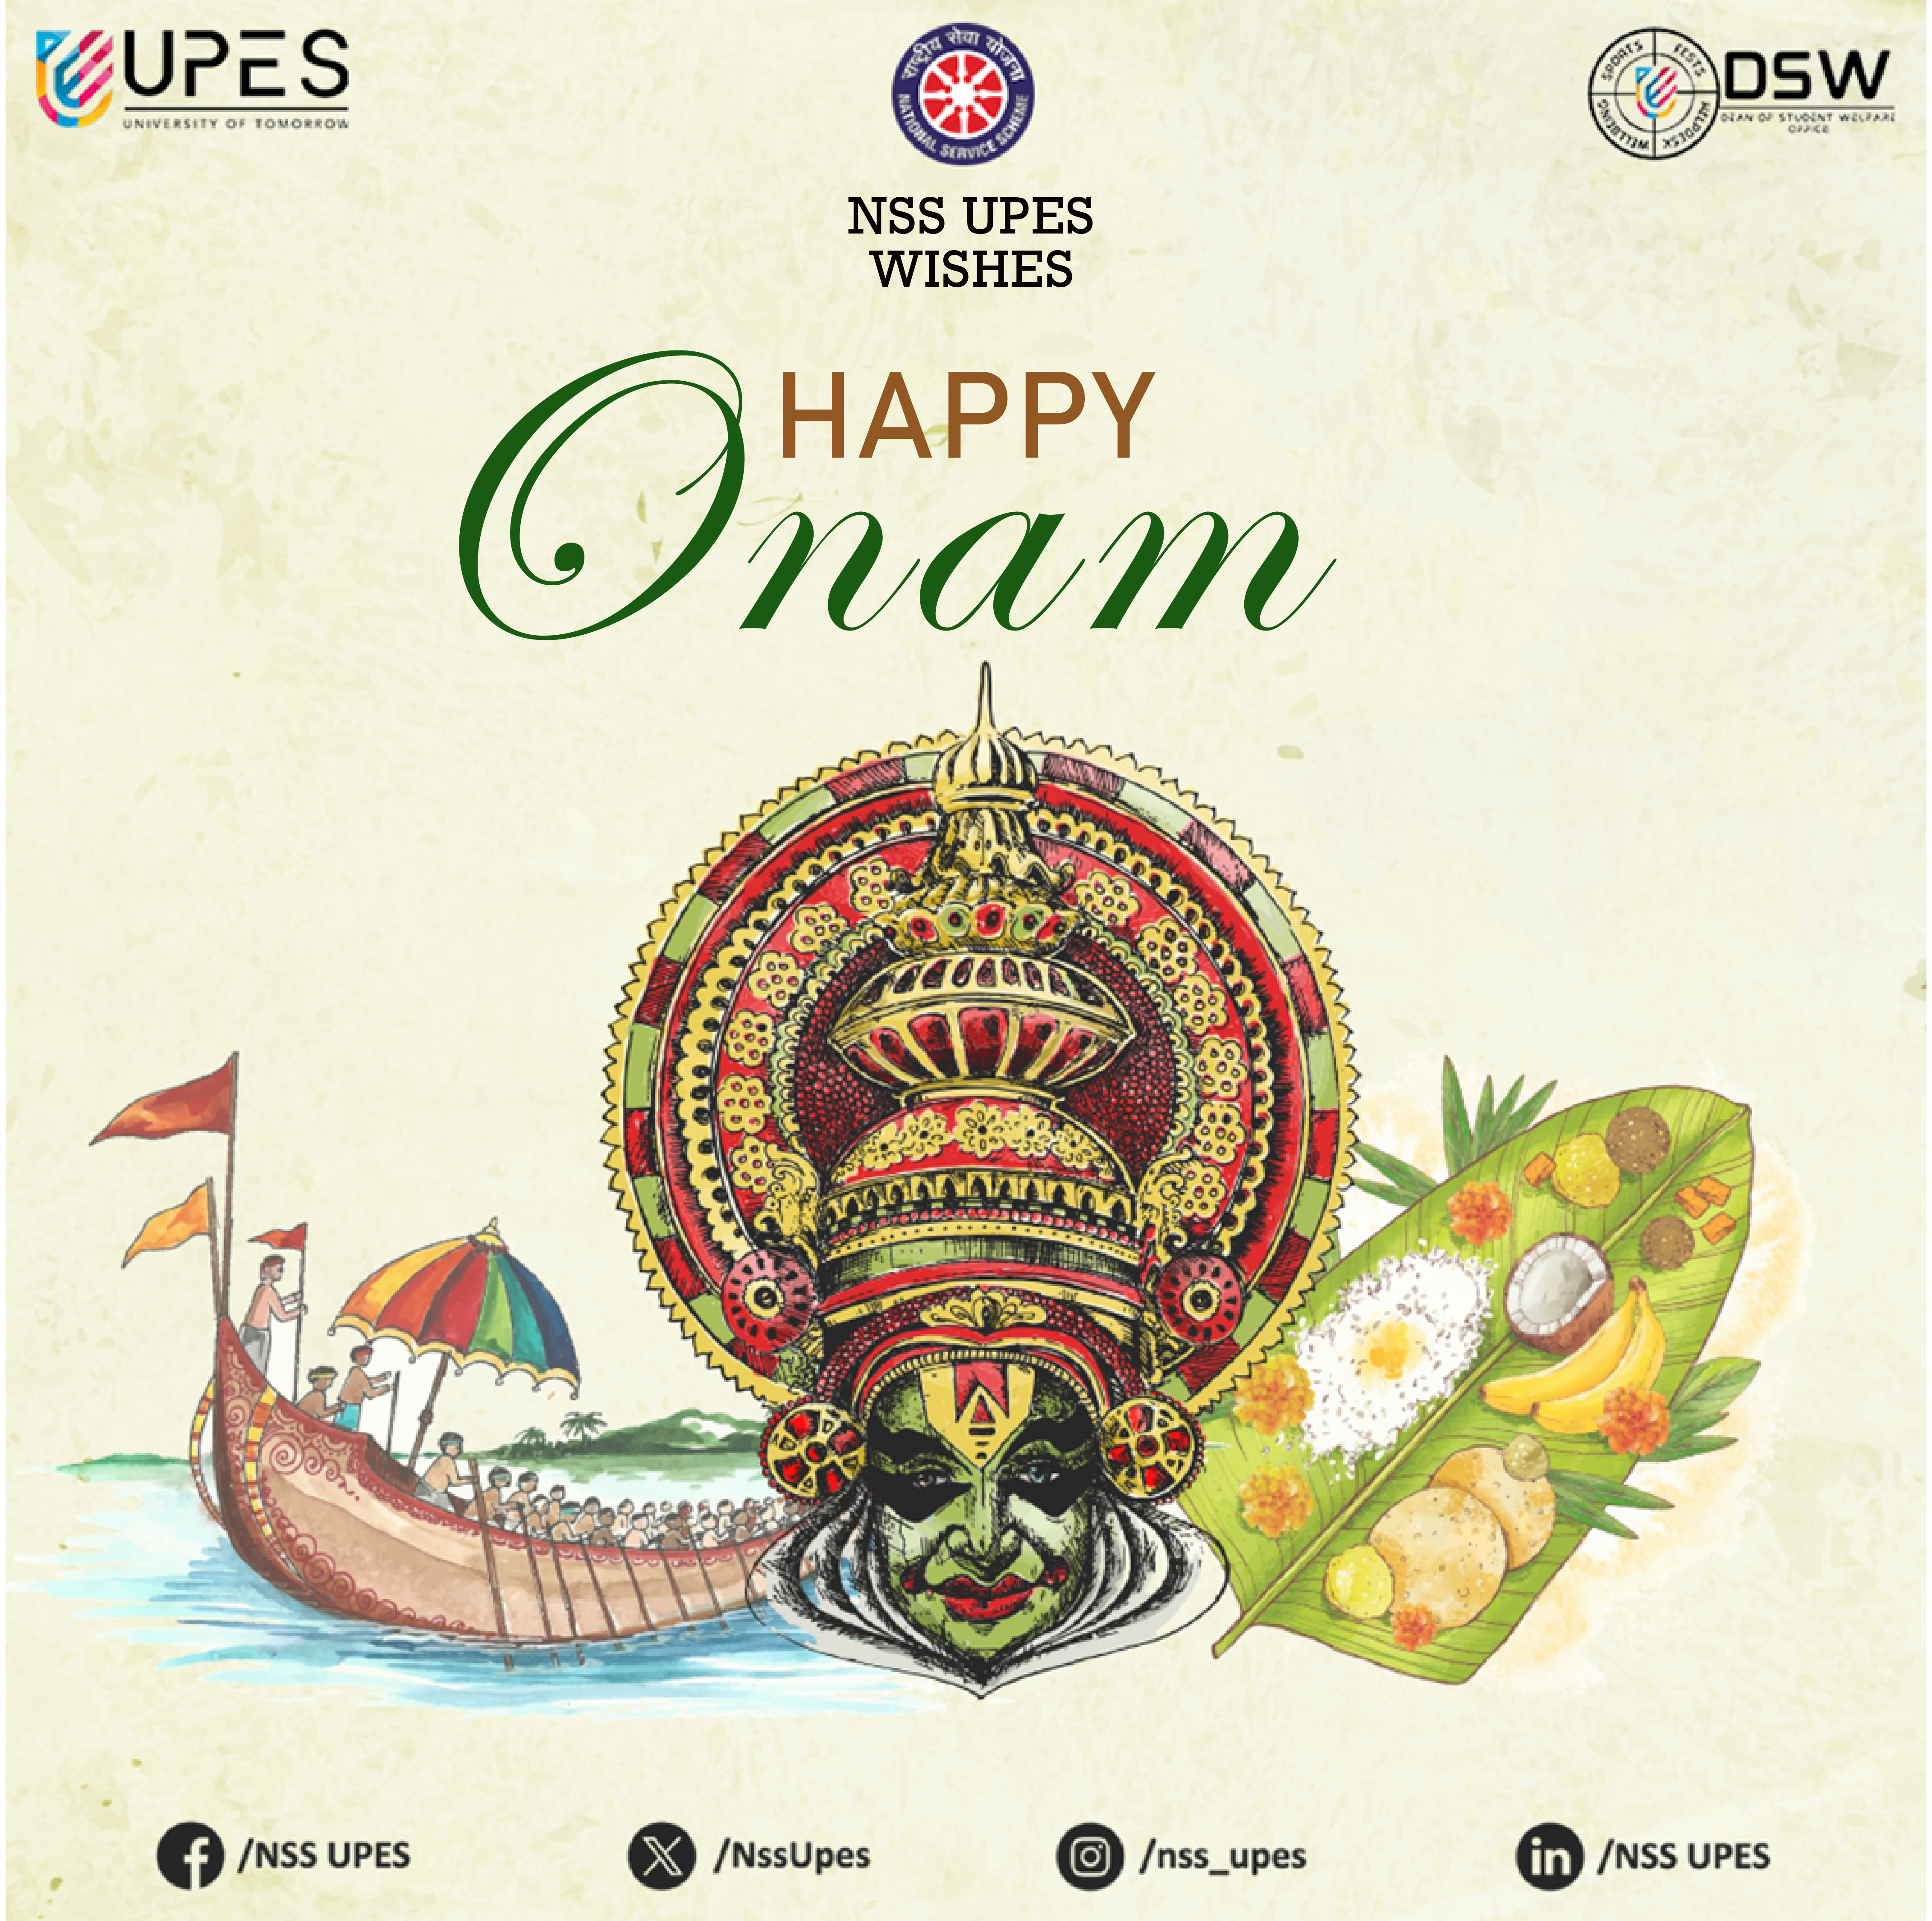 UPES
UNIVERSITY OF TOMORROW
राष्ट्रीय सेवा योजना
NATIONAL SERVICE SCHEME
SPORTS
FESTS
HELPDESK
WELLBEING
DSW
DEAN OF STUDENT WELFARE
OFFICE
NSS UPES
WISHES
HAPPY
Onam
/NSS UPES
/NssUpes
/nss_upes
/NSS UPES